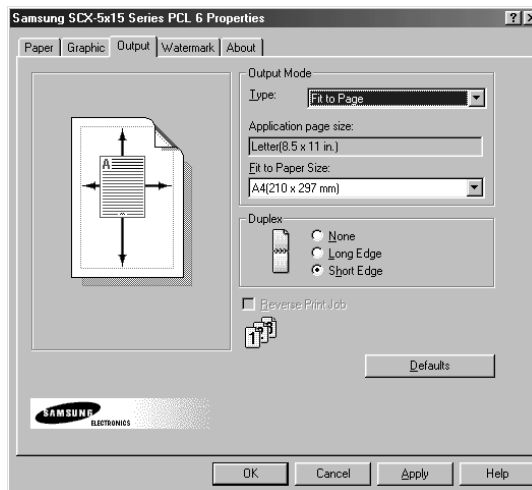 Samsung SCX-5x15 Series PCL 6 Properties
Paper Graphic Output Watermark About
Output Mode
Type: Fit to Page
Application page size:
Letter(8.5 x 11 in.)
Fit to Paper Size:
A4(210 x 297 mm)
Duplex
None
Long Edge
Short Edge
Reverse Print Job
Defaults
A
1
SAMSUNG
ELECTRONICS
OK Cancel Apply Help